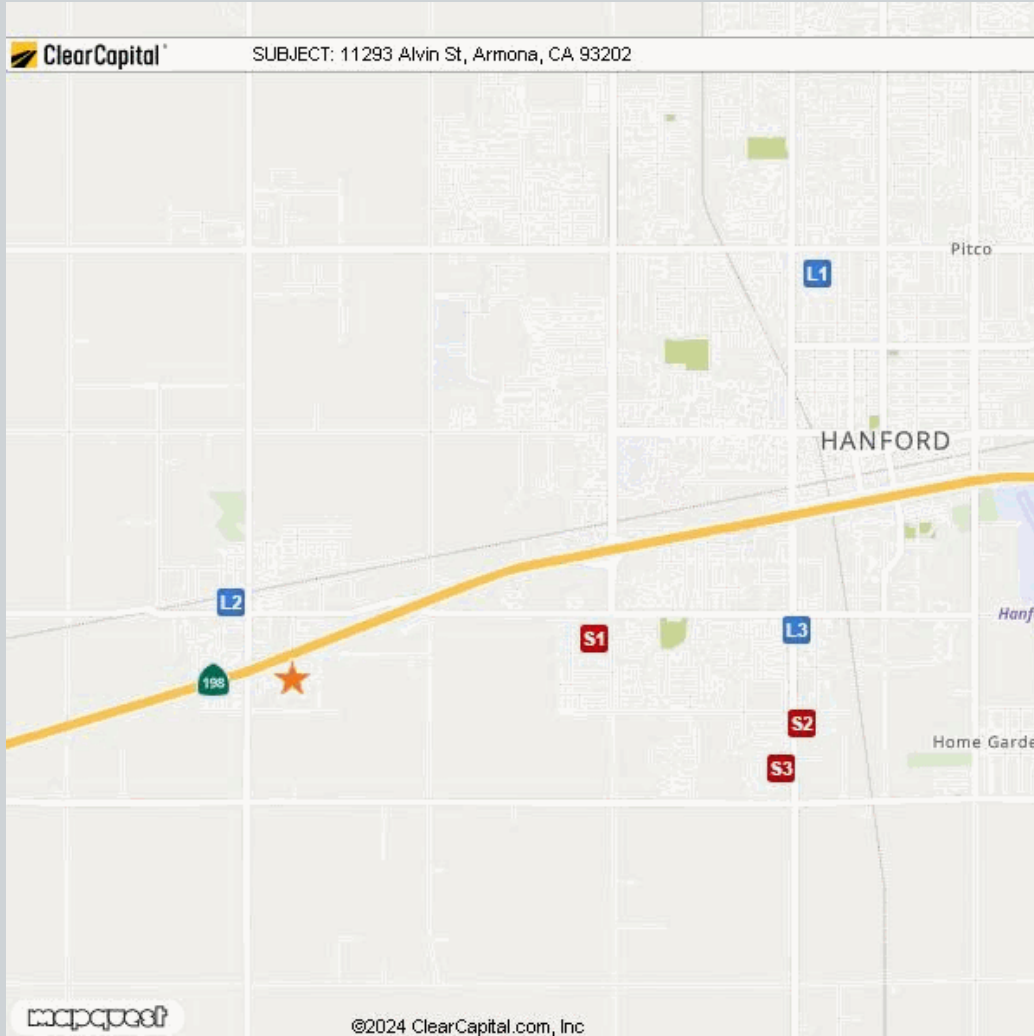 ClearCapital
SUBJECT: 11293 Alvin St, Armona, CA 93202
Pitco
L1
HANFORD
L2
L3
Hanf
S1
198
S2
Home Garde
S3
mapquest
©2024 ClearCapital.com, Inc